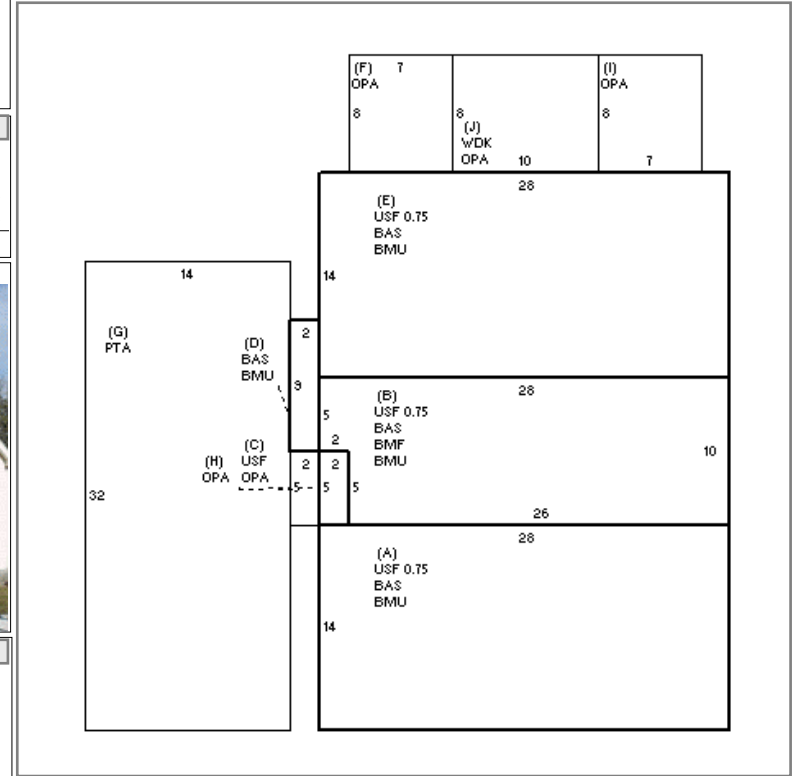 (F) 7
OPA
8
8
(J)
WDK
OPA 10
(I)
OPA
8
7
28
(E)
USF 0.75
BAS
BMU
14
14
(G)
PTA
32
2
(D)
BAS
BMU
9
28
(B)
USF 0.75
BAS
BMF
BMU
5
2
10
(C)
USF
OPA
(H)
OPA
2
2
5
5
5
26
28
(A)
USF 0.75
BAS
BMU
14